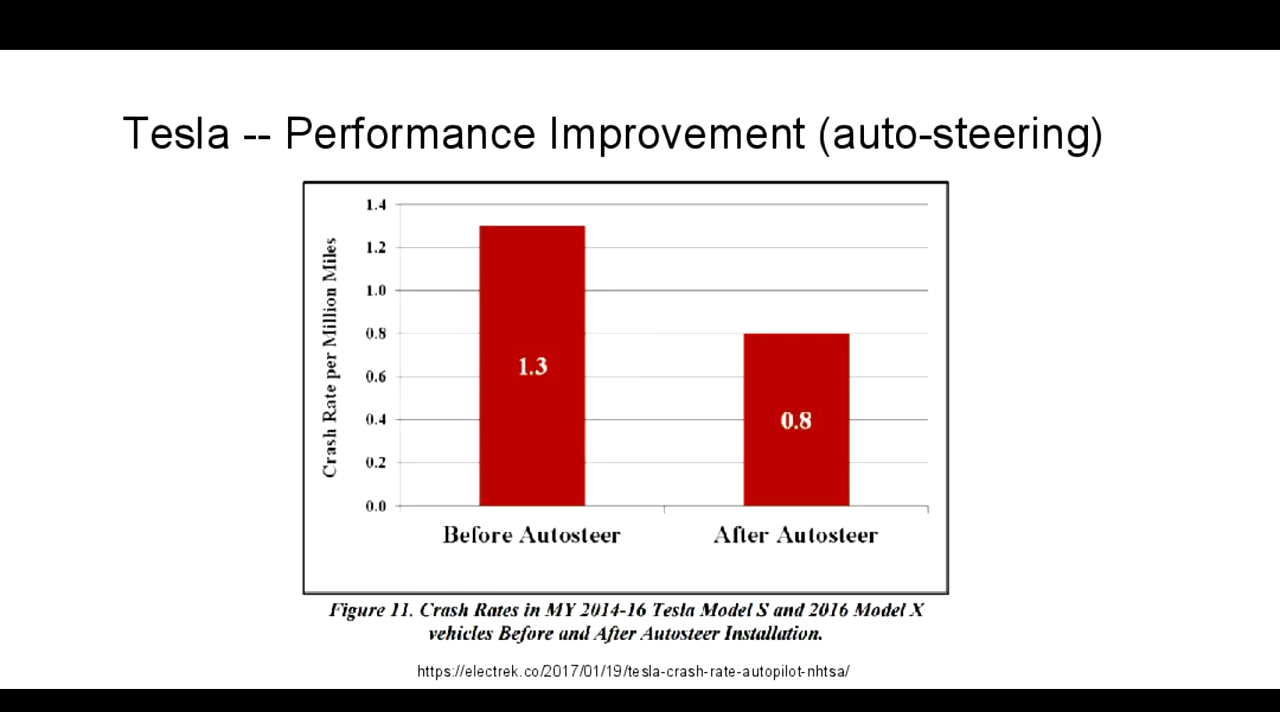 Tesla -- Performance Improvement (auto-steering)
Crash Rate per Million Miles
1.4
1.2
1.0
0.8
0.6
0.4
0.2
0.0
1.3
0.8
Before Autosteer
After Autosteer
Figure 11. Crash Rates in MY 2014-16 Tesla Model S and 2016 Model X
vehicles Before and After Autosteer Installation.
https://electrek.co/2017/01/19/tesla-crash-rate-autopilot-nhtsa/